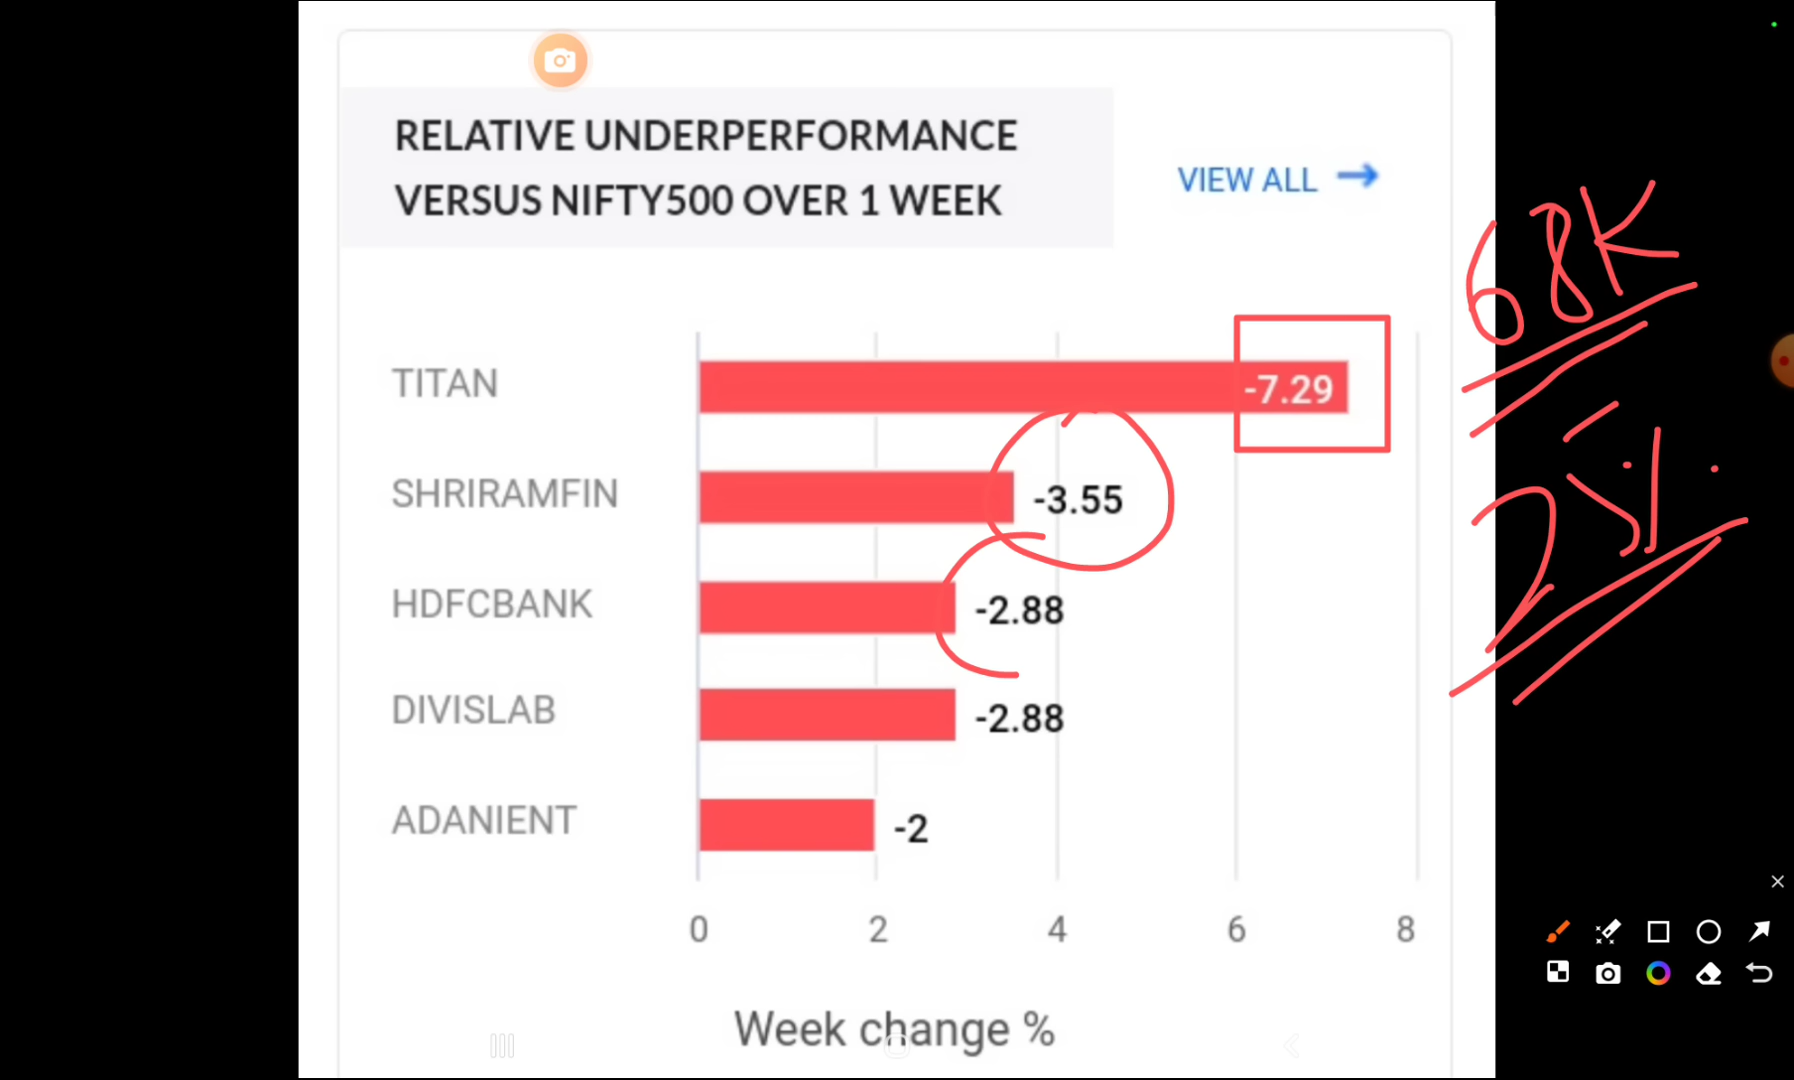 RELATIVE UNDERPERFORMANCE
VERSUS NIFTY500 OVER 1 WEEK
VIEW ALL
68K
TITAN -7.29
SHRIRAMFIN -3.55
HDFCBANK -2.88
DIVISLAB -2.88
ADANIENT -2
0 2 4 6 8
Week change %